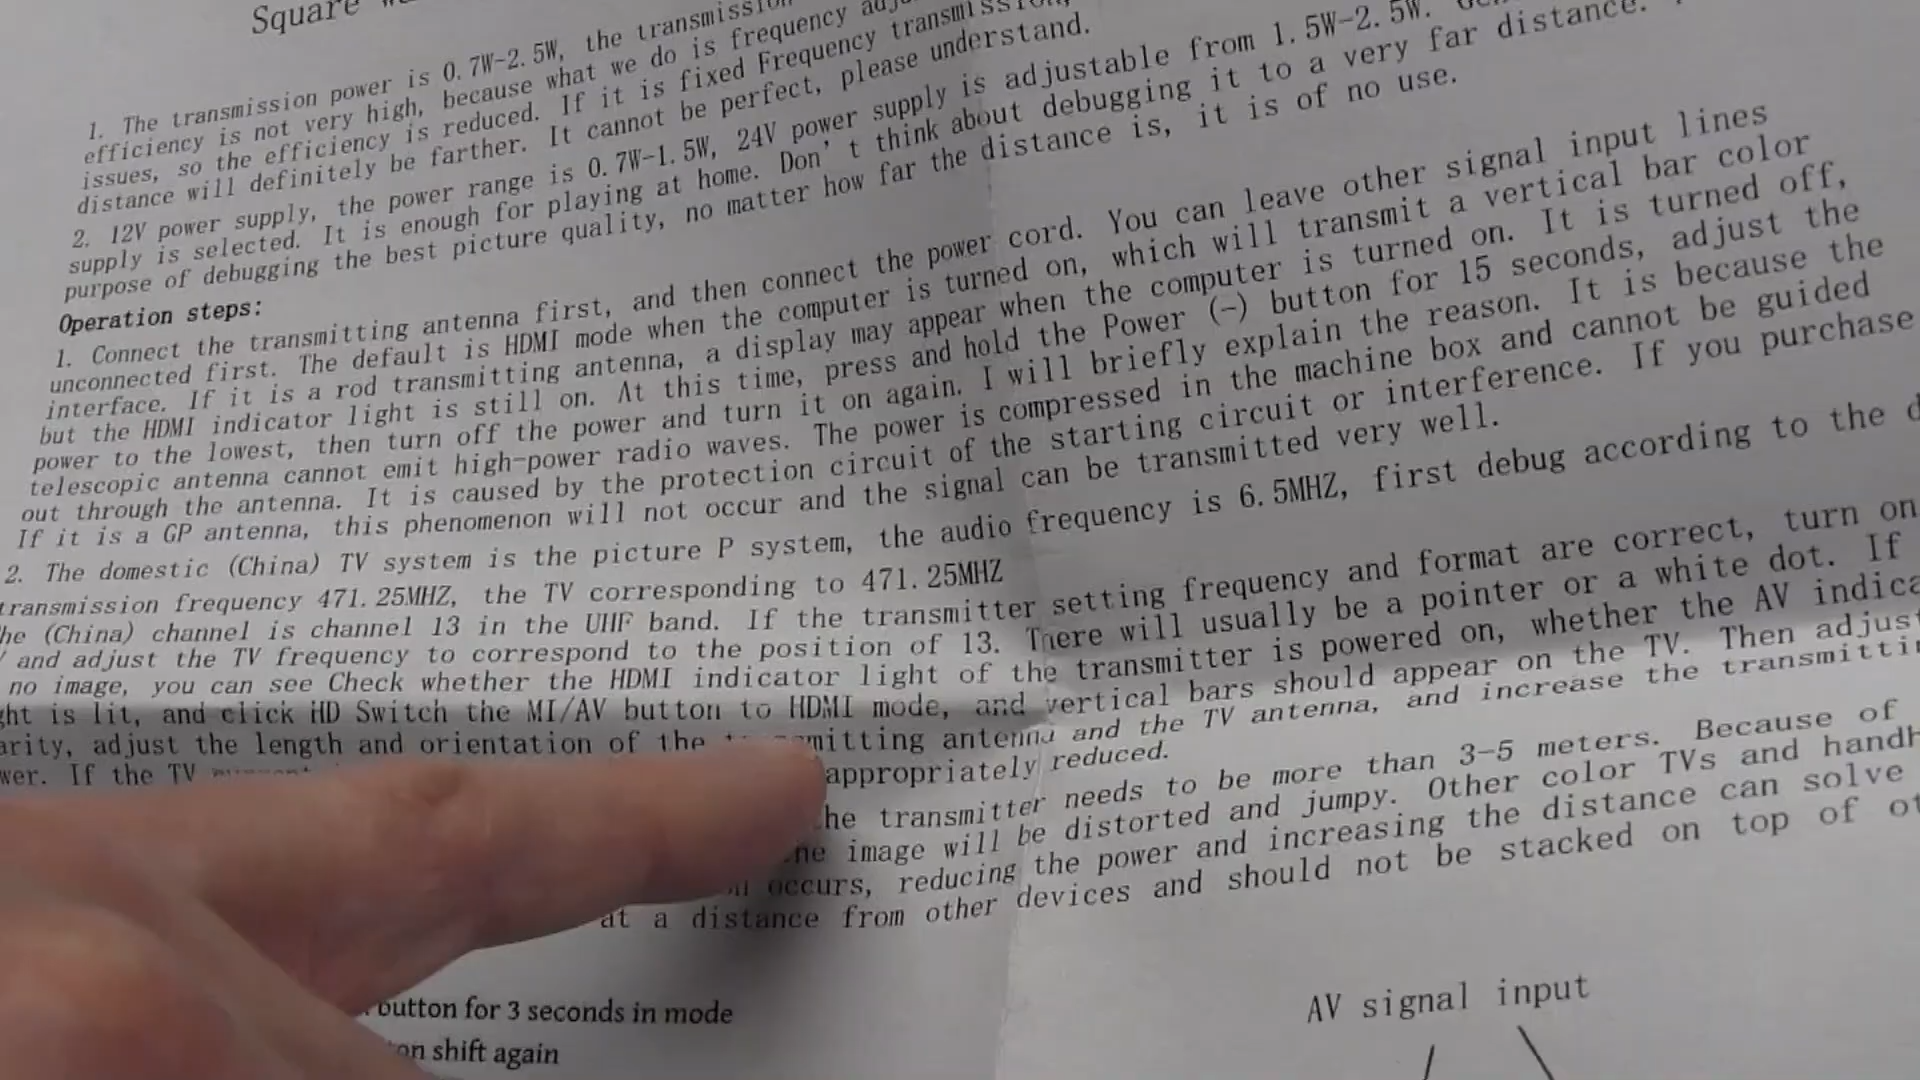 Square
1. The transmission power is 0.7W-2.5W, the transmission
efficiency is not very high, because what we do is frequency
issues, so the efficiency is reduced. If it is fixed Frequency transmission,
distance will definitely be farther. It cannot be perfect, please understand.
2. 12V power supply, the power range is 0.7W-1.5W, 24V power supply is adjustable from 1.5W-2.5W.
supply is selected. It is enough for playing at home. Don't think about debugging it to a very far distance.
purpose of debugging the best picture quality, no matter how far the distance is, it is of no use.
Operation steps:
1. Connect the transmitting antenna first, and then connect the power cord. You can leave other signal input lines
unconnected first. The default is HDMI mode when the computer is turned on, which will transmit a vertical bar color
interface. If it is a rod transmitting antenna, a display may appear when the computer is turned on. It is turned off,
but the HDMI indicator light is still on. At this time, press and hold the Power (-) button for 15 seconds, adjust the
power to the lowest, then turn off the power and turn it on again. I will briefly explain the reason. It is because the
telescopic antenna cannot emit high-power radio waves. The power is compressed in the machine box and cannot be guided
out through the antenna. It is caused by the protection circuit of the starting circuit or interference. If you purchase
If it is a GP antenna, this phenomenon will not occur and the signal can be transmitted very well.
2. The domestic (China) TV system is the picture P system, the audio frequency is 6.5MHZ, first debug according to the
transmission frequency 471.25MHZ, the TV corresponding to 471.25MHZ
(China) channel is channel 13 in the UHF band. If the transmitter setting frequency and format are correct, turn on
and adjust the TV frequency to correspond to the position of 13. There will usually be a pointer or a white dot. If
no image, you can see Check whether the HDMI indicator light of the transmitter is powered on, whether the AV
is lit, and click HD Switch the MI/AV button to HDMI mode, and vertical bars should appear on the TV. Then adjust
adjust the length and orientation of the antenna and the TV antenna, and increase the
If the TV appropriately reduced.
the transmitter needs to be more than 3-5 meters. Because of
image will be distorted and jumpy. Other color TVs and
occurs, reducing the power and increasing the distance can solve
at a distance from other devices and should not be stacked on top of
button for 3 seconds in mode
shift again
AV signal input